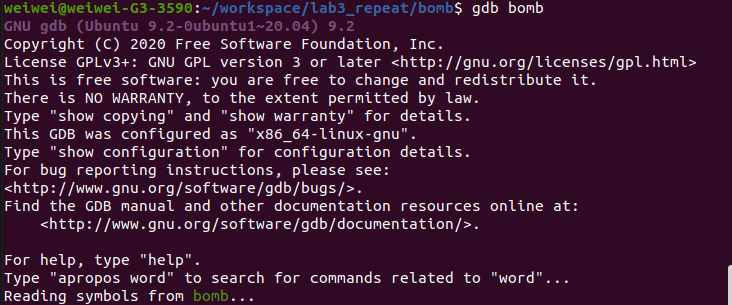 weiwei@weiwei-G3-3590:~/workspace/lab3_repeat/bomb$ gdb bomb
GNU gdb (Ubuntu 9.2-0ubuntu1~20.04) 9.2
Copyright (C) 2020 Free Software Foundation, Inc.
License GPLv3+: GNU GPL version 3 or later <http://gnu.org/licenses/gpl.html>
This is free software: you are free to change and redistribute it.
There is NO WARRANTY, to the extent permitted by law.
Type "show copying" and "show warranty" for details.
This GDB was configured as "x86_64-linux-gnu".
Type "show configuration" for configuration details.
For bug reporting instructions, please see:
<http://www.gnu.org/software/gdb/bugs/>.
Find the GDB manual and other documentation resources online at:
    <http://www.gnu.org/software/gdb/documentation/>.

For help, type "help".
Type "apropos word" to search for commands related to "word"...
Reading symbols from bomb...